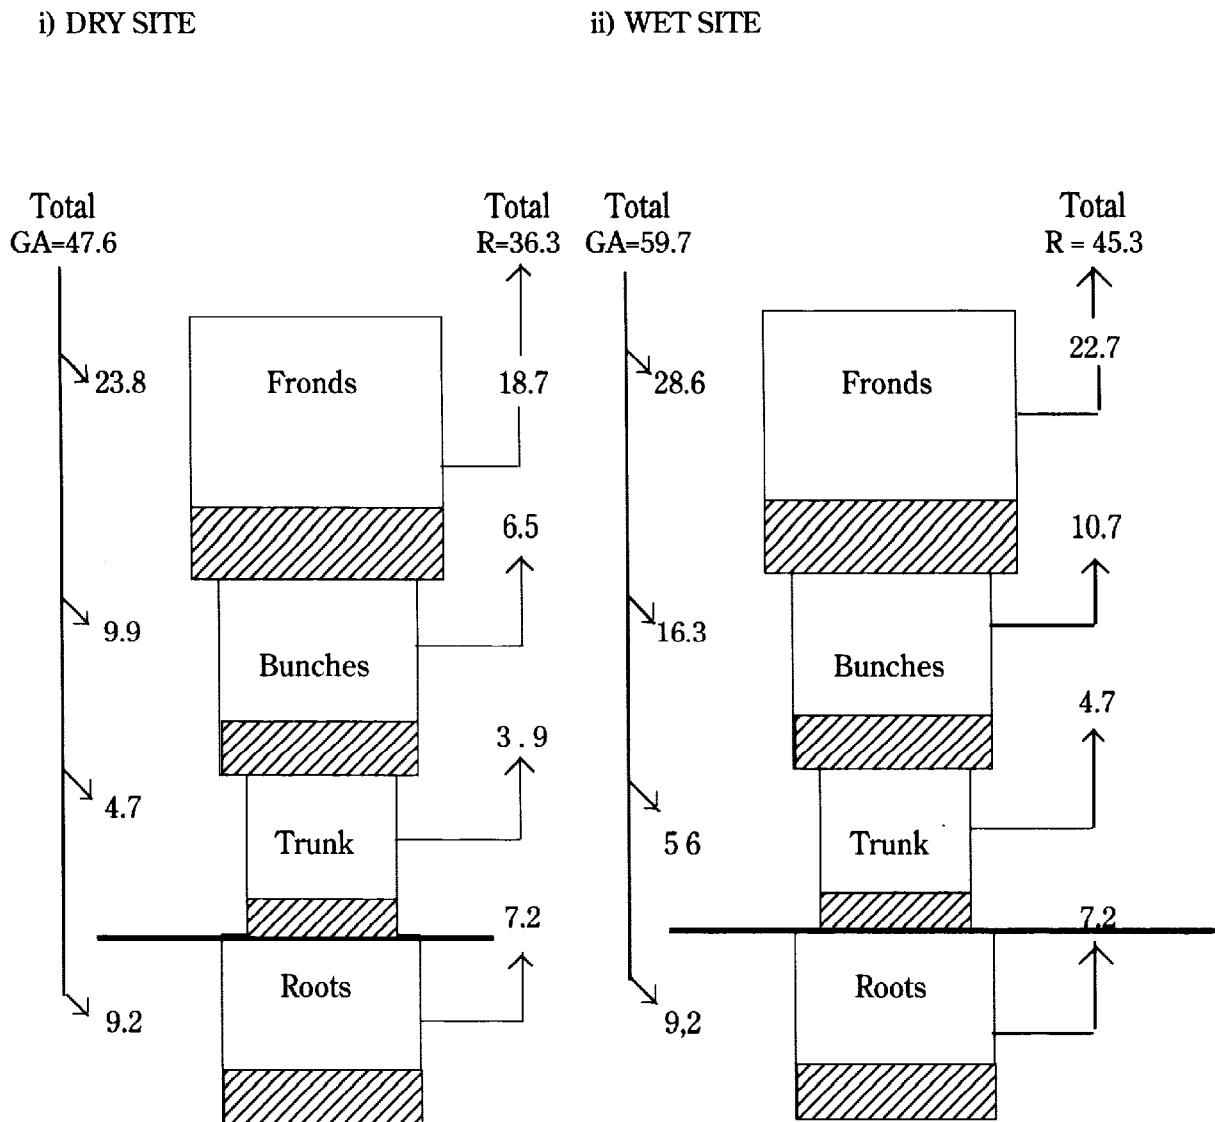 i) DRY SITE
Total
GA=47.6
Total
R=36.3
23.8
Fronds
18.7
6.5
9.9
Bunches
3 . 9
4.7
Trunk
7.2
Roots
9.2
ii) WET SITE
Total
GA=59.7
Total
R = 45.3
22.7
28.6
Fronds
10.7
16.3
Bunches
4.7
5 6
Trunk
7.2
Roots
9,2